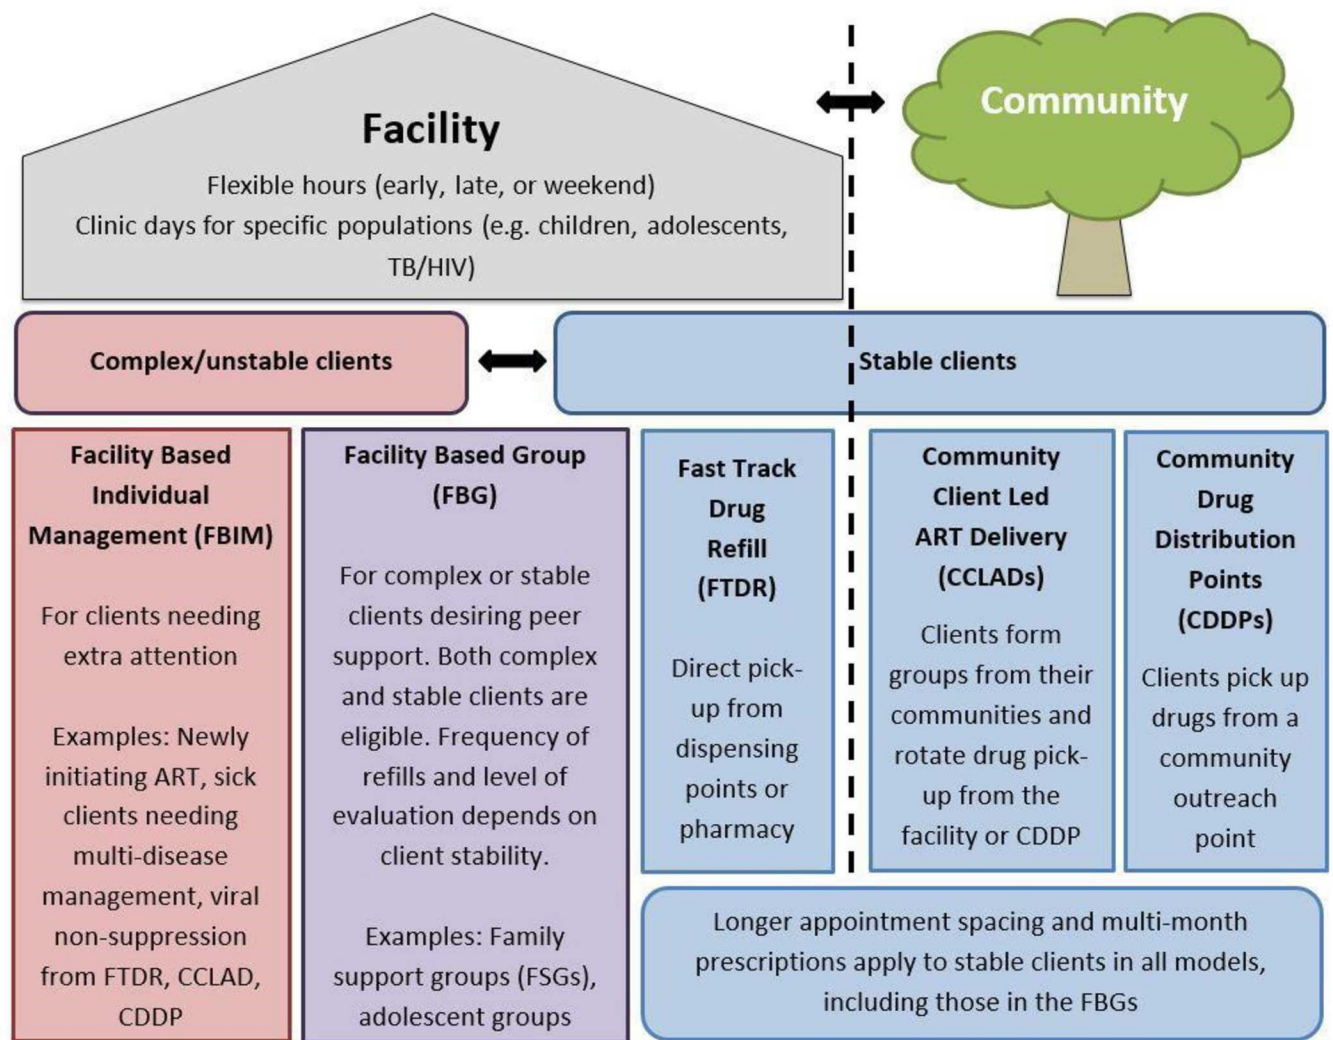 Facility
Flexible hours (early, late, or weekend)
Clinic days for specific populations (e.g. children, adolescents,
TB/HIV)
Community
Complex/unstable clients
Stable clients
Facility Based
Individual
Management (FBIM)
For clients needing
extra attention
Examples: Newly
initiating ART, sick
clients needing
multi-disease
management, viral
non-suppression
from FTDR, CCLAD,
CDDP
Facility Based Group
(FBG)
For complex or stable
clients desiring peer
support. Both complex
and stable clients are
eligible. Frequency of
refills and level of
evaluation depends on
client stability.
Examples: Family
support groups (FSGs),
adolescent groups
Fast Track
Drug
Refill
(FTDR)
Direct pick-
up from
dispensing
points or
pharmacy
Community
Client Led
ART Delivery
(CCLADs)
Clients form
groups from their
communities and
rotate drug pick-
up from the
facility or CDDP
Community
Drug
Distribution
Points
(CDDPs)
Clients pick up
drugs from a
community
outreach
point
Longer appointment spacing and multi-month
prescriptions apply to stable clients in all models,
including those in the FBGs